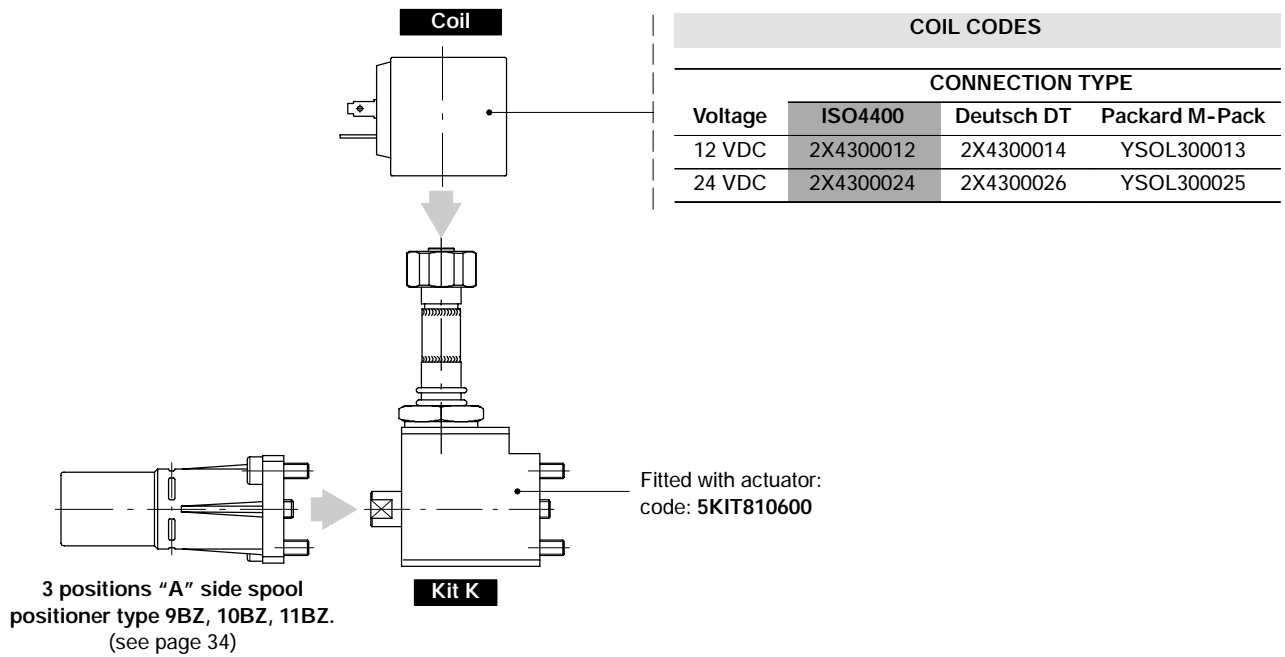 Coil
COIL CODES
CONNECTION TYPE
Voltage ISO4400 Deutsch DT Packard M-Pack
12 VDC 2X4300012 2X4300014 YSOL300013
24 VDC 2X4300024 2X4300026 YSOL300025
Fitted with actuator:
code: 5KIT810600
3 positions “A” side spool
positioner type 9BZ, 10BZ, 11BZ.
(see page 34)
Kit K